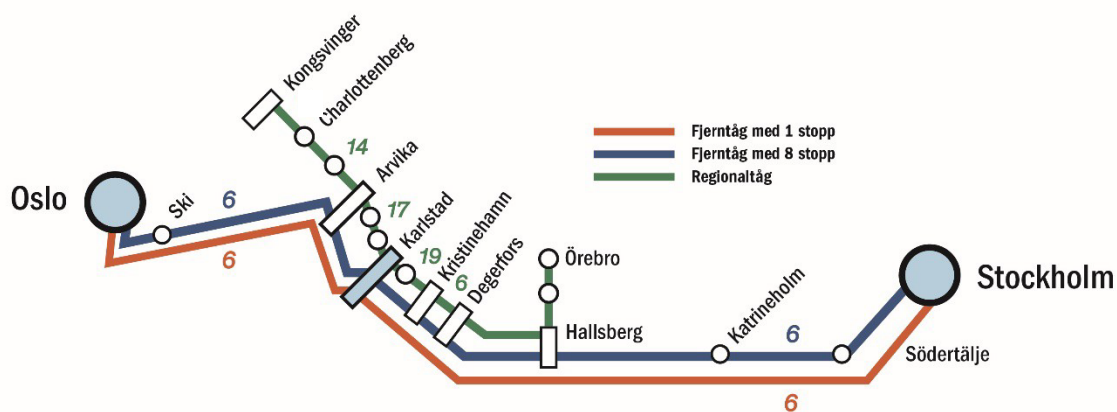 Kongsvinger
Charlottenberg
14
Arvika
Oslo
Ski
6
6
17
Karlstad
19
Kristinehamn
6
Degerfors
Örebro
Hallsberg
Fjerntåg med 1 stopp
Fjerntåg med 8 stopp
Regionaltåg
Katrineholm
6
Stockholm
Södertälje
6